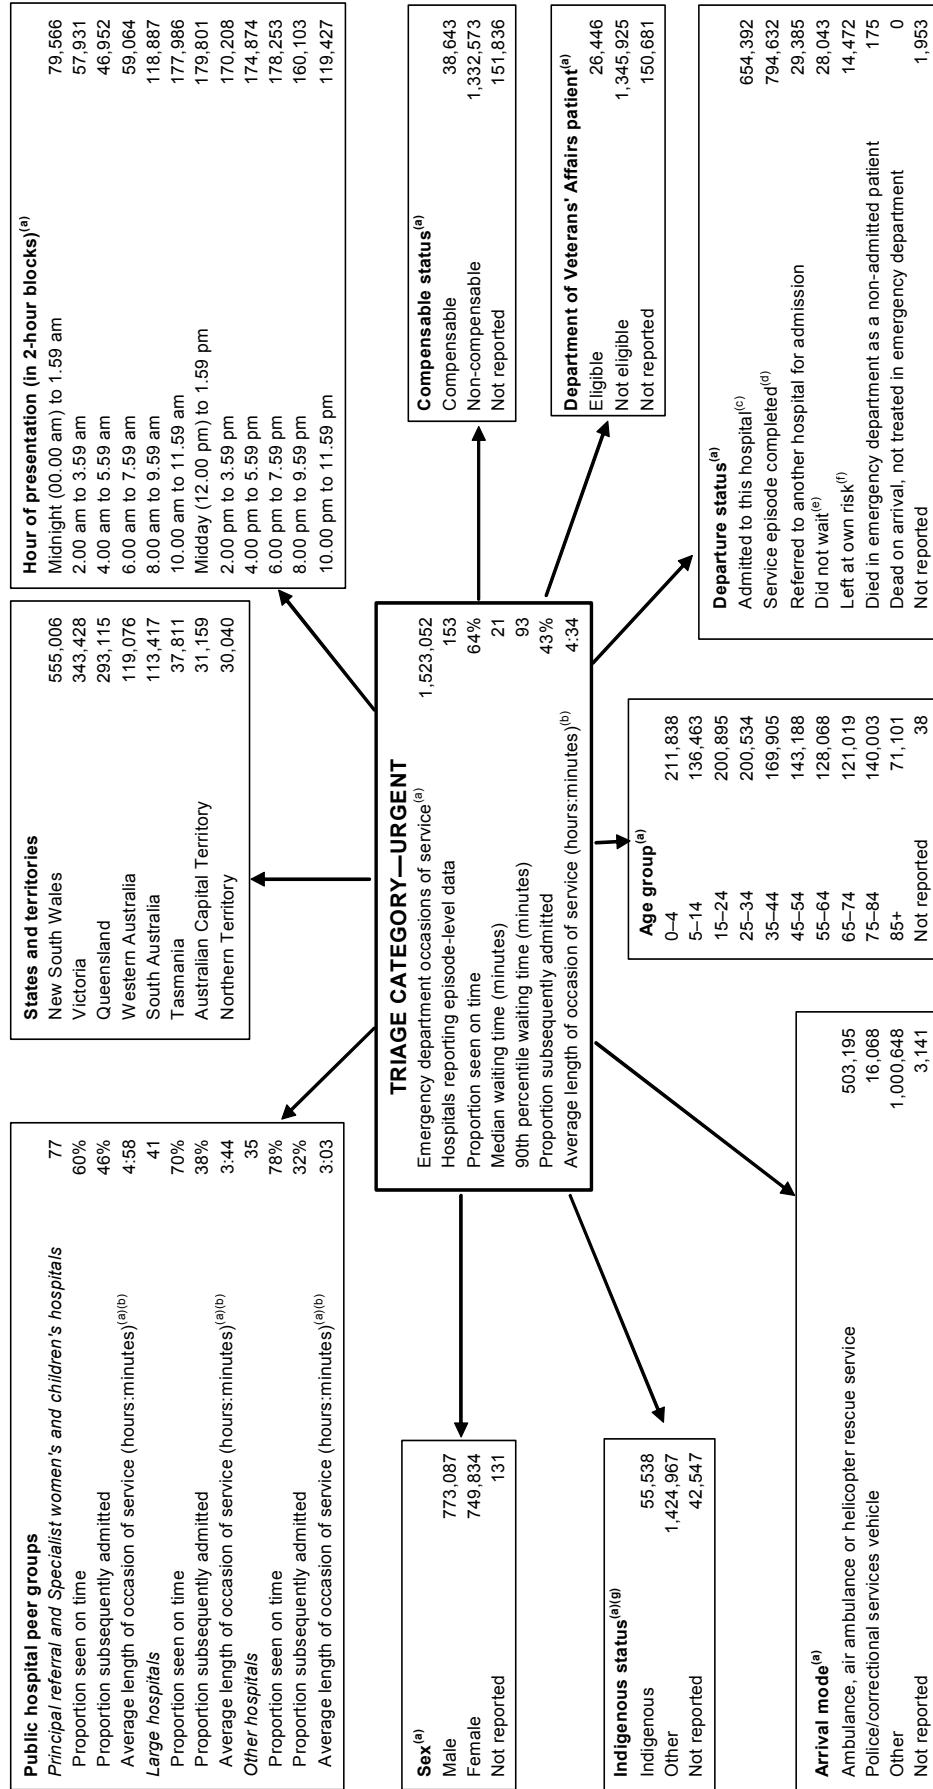 Public hospital peer groups
Principal referral and Specialist women's and children's hospitals 77
Proportion seen on time 60%
Proportion subsequently admitted 46%
Average length of occasion of service (hours:minutes)(a)(b) 4:58
Large hospitals 41
Proportion seen on time 70%
Proportion subsequently admitted 38%
Average length of occasion of service (hours:minutes)(a)(b) 3:44
Other hospitals 35
Proportion seen on time 78%
Proportion subsequently admitted 32%
Average length of occasion of service (hours:minutes)(a)(b) 3:03
States and territories
New South Wales 555,006
Victoria 343,428
Queensland 293,115
Western Australia 119,076
South Australia 113,417
Tasmania 37,811
Australian Capital Territory 31,159
Northern Territory 30,040
Hour of presentation (in 2-hour blocks)(a)
Midnight (00.00 am) to 1.59 am 79,566
2.00 am to 3.59 am 57,931
4.00 am to 5.59 am 46,952
6.00 am to 7.59 am 59,064
8.00 am to 9.59 am 118,887
10.00 am to 11.59 am 177,986
Midday (12.00 pm) to 1.59 pm 179,801
2.00 pm to 3.59 pm 170,208
4.00 pm to 5.59 pm 174,874
6.00 pm to 7.59 pm 178,253
8.00 pm to 9.59 pm 160,103
10.00 pm to 11.59 pm 119,427
Sex(a)
Male 773,087
Female 749,834
Not reported 131
TRIAGE CATEGORY—URGENT
Emergency department occasions of service(a) 1,523,052
Hospitals reporting episode-level data 153
Proportion seen on time 64%
Median waiting time (minutes) 21
90th percentile waiting time (minutes) 93
Proportion subsequently admitted 43%
Average length of occasion of service (hours:minutes)(b) 4:34
Compensable status(a)
Compensable 38,643
Non-compensable 1,332,573
Not reported 151,836
Department of Veterans' Affairs patient(a)
Eligible 26,446
Not eligible 1,345,925
Not reported 150,681
Indigenous status(a)(g)
Indigenous 55,538
Other 1,424,967
Not reported 42,547
Arrival mode(a)
Ambulance, air ambulance or helicopter rescue service 503,195
Police/correctional services vehicle 16,068
Other 1,000,648
Not reported 3,141
Age group(a)
0–4 211,838
5–14 136,463
15–24 200,895
25–34 200,534
35–44 169,905
45–54 143,188
55–64 128,068
65–74 121,019
75–84 140,003
85+ 71,101
Not reported 38
Departure status(a)
Admitted to this hospital(c) 654,392
Service episode completed(d) 794,632
Referred to another hospital for admission 29,385
Did not wait(e) 28,043
Left at own risk(f) 14,472
Died in emergency department as a non-admitted patient 175
Dead on arrival, not treated in emergency department 0
Not reported 1,953